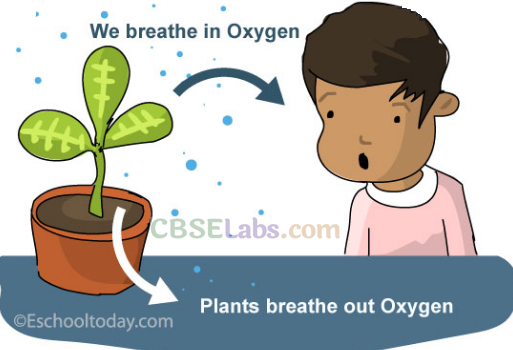 We breathe in Oxygen
CBSELabs.com
Plants breathe out Oxygen
©Eschooltoday.com